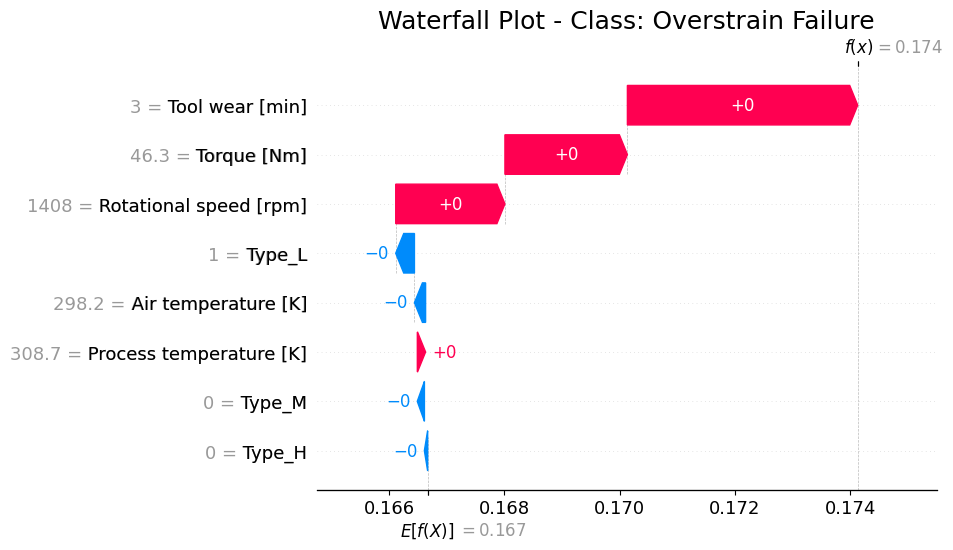 Waterfall Plot - Class: Overstrain Failure
f(x) = 0.174
3 = Tool wear [min]
+0
46.3 = Torque [Nm]
+0
1408 = Rotational speed [rpm]
+0
1 = Type_L
−0
298.2 = Air temperature [K]
−0
308.7 = Process temperature [K]
+0
0 = Type_M
−0
0 = Type_H
−0
0.166 0.168 0.170 0.172 0.174
E[f(X)] = 0.167